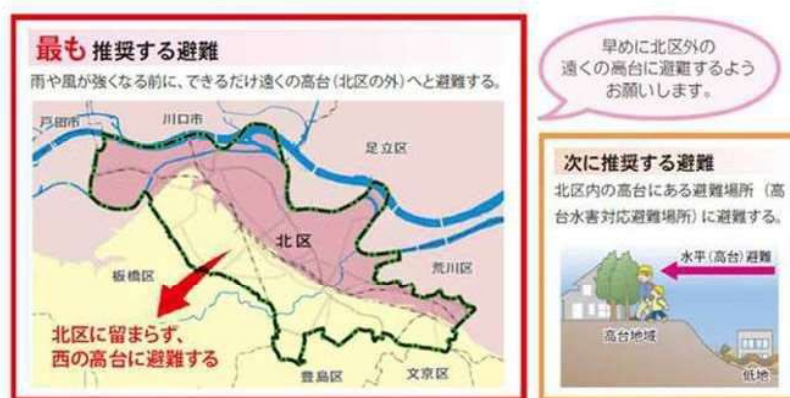 最も 推奨する避難
雨や風が強くなる前に、できるだけ遠くの高台(北区の外)へと避難する。
戸田市
川口市
足立区
北区
荒川区
板橋区
北区に留まらず、
西の高台に避難する
豊島区
文京区
早めに北区外の
遠くの高台に避難するよう
お願いします。
次に推奨する避難
北区内の高台にある避難場所(高
台水害対応避難場所)に避難する。
水平(高台)避難
高台地域
低地